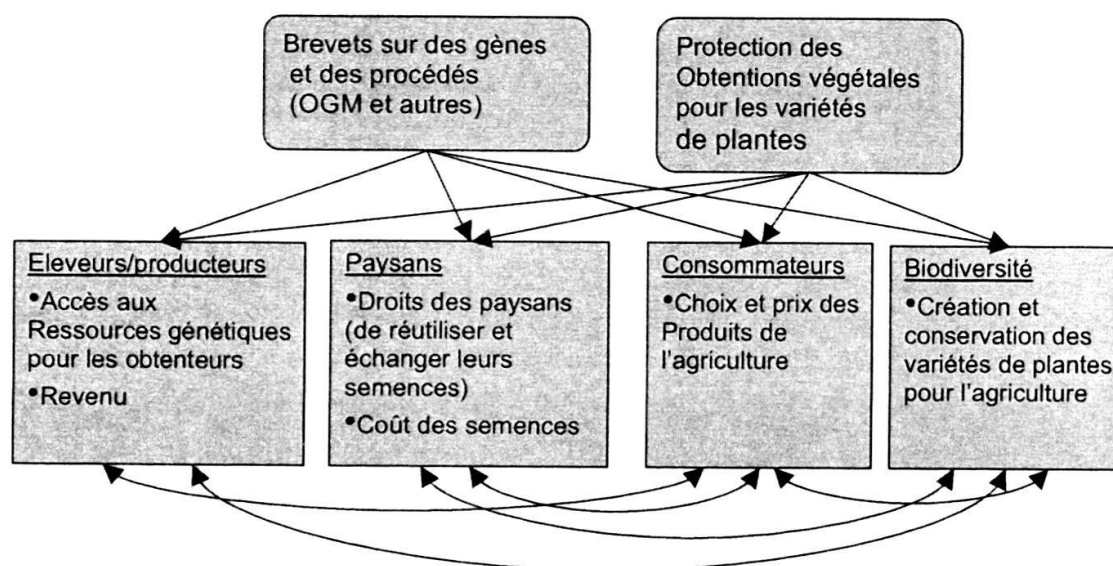 Brevets sur des gènes
et des procédés
(OGM et autres)
Protection des
Obtentions végétales
pour les variétés
de plantes
Eleveurs/producteurs
•Accès aux
Ressources génétiques
pour les obtenteurs
•Revenu
Paysans
•Droits des paysans
(de réutiliser et
échanger leurs
semences)
•Coût des semences
Consommateurs
•Choix et prix des
Produits de
l'agriculture
Biodiversité
•Création et
conservation des
variétés de plantes
pour l'agriculture